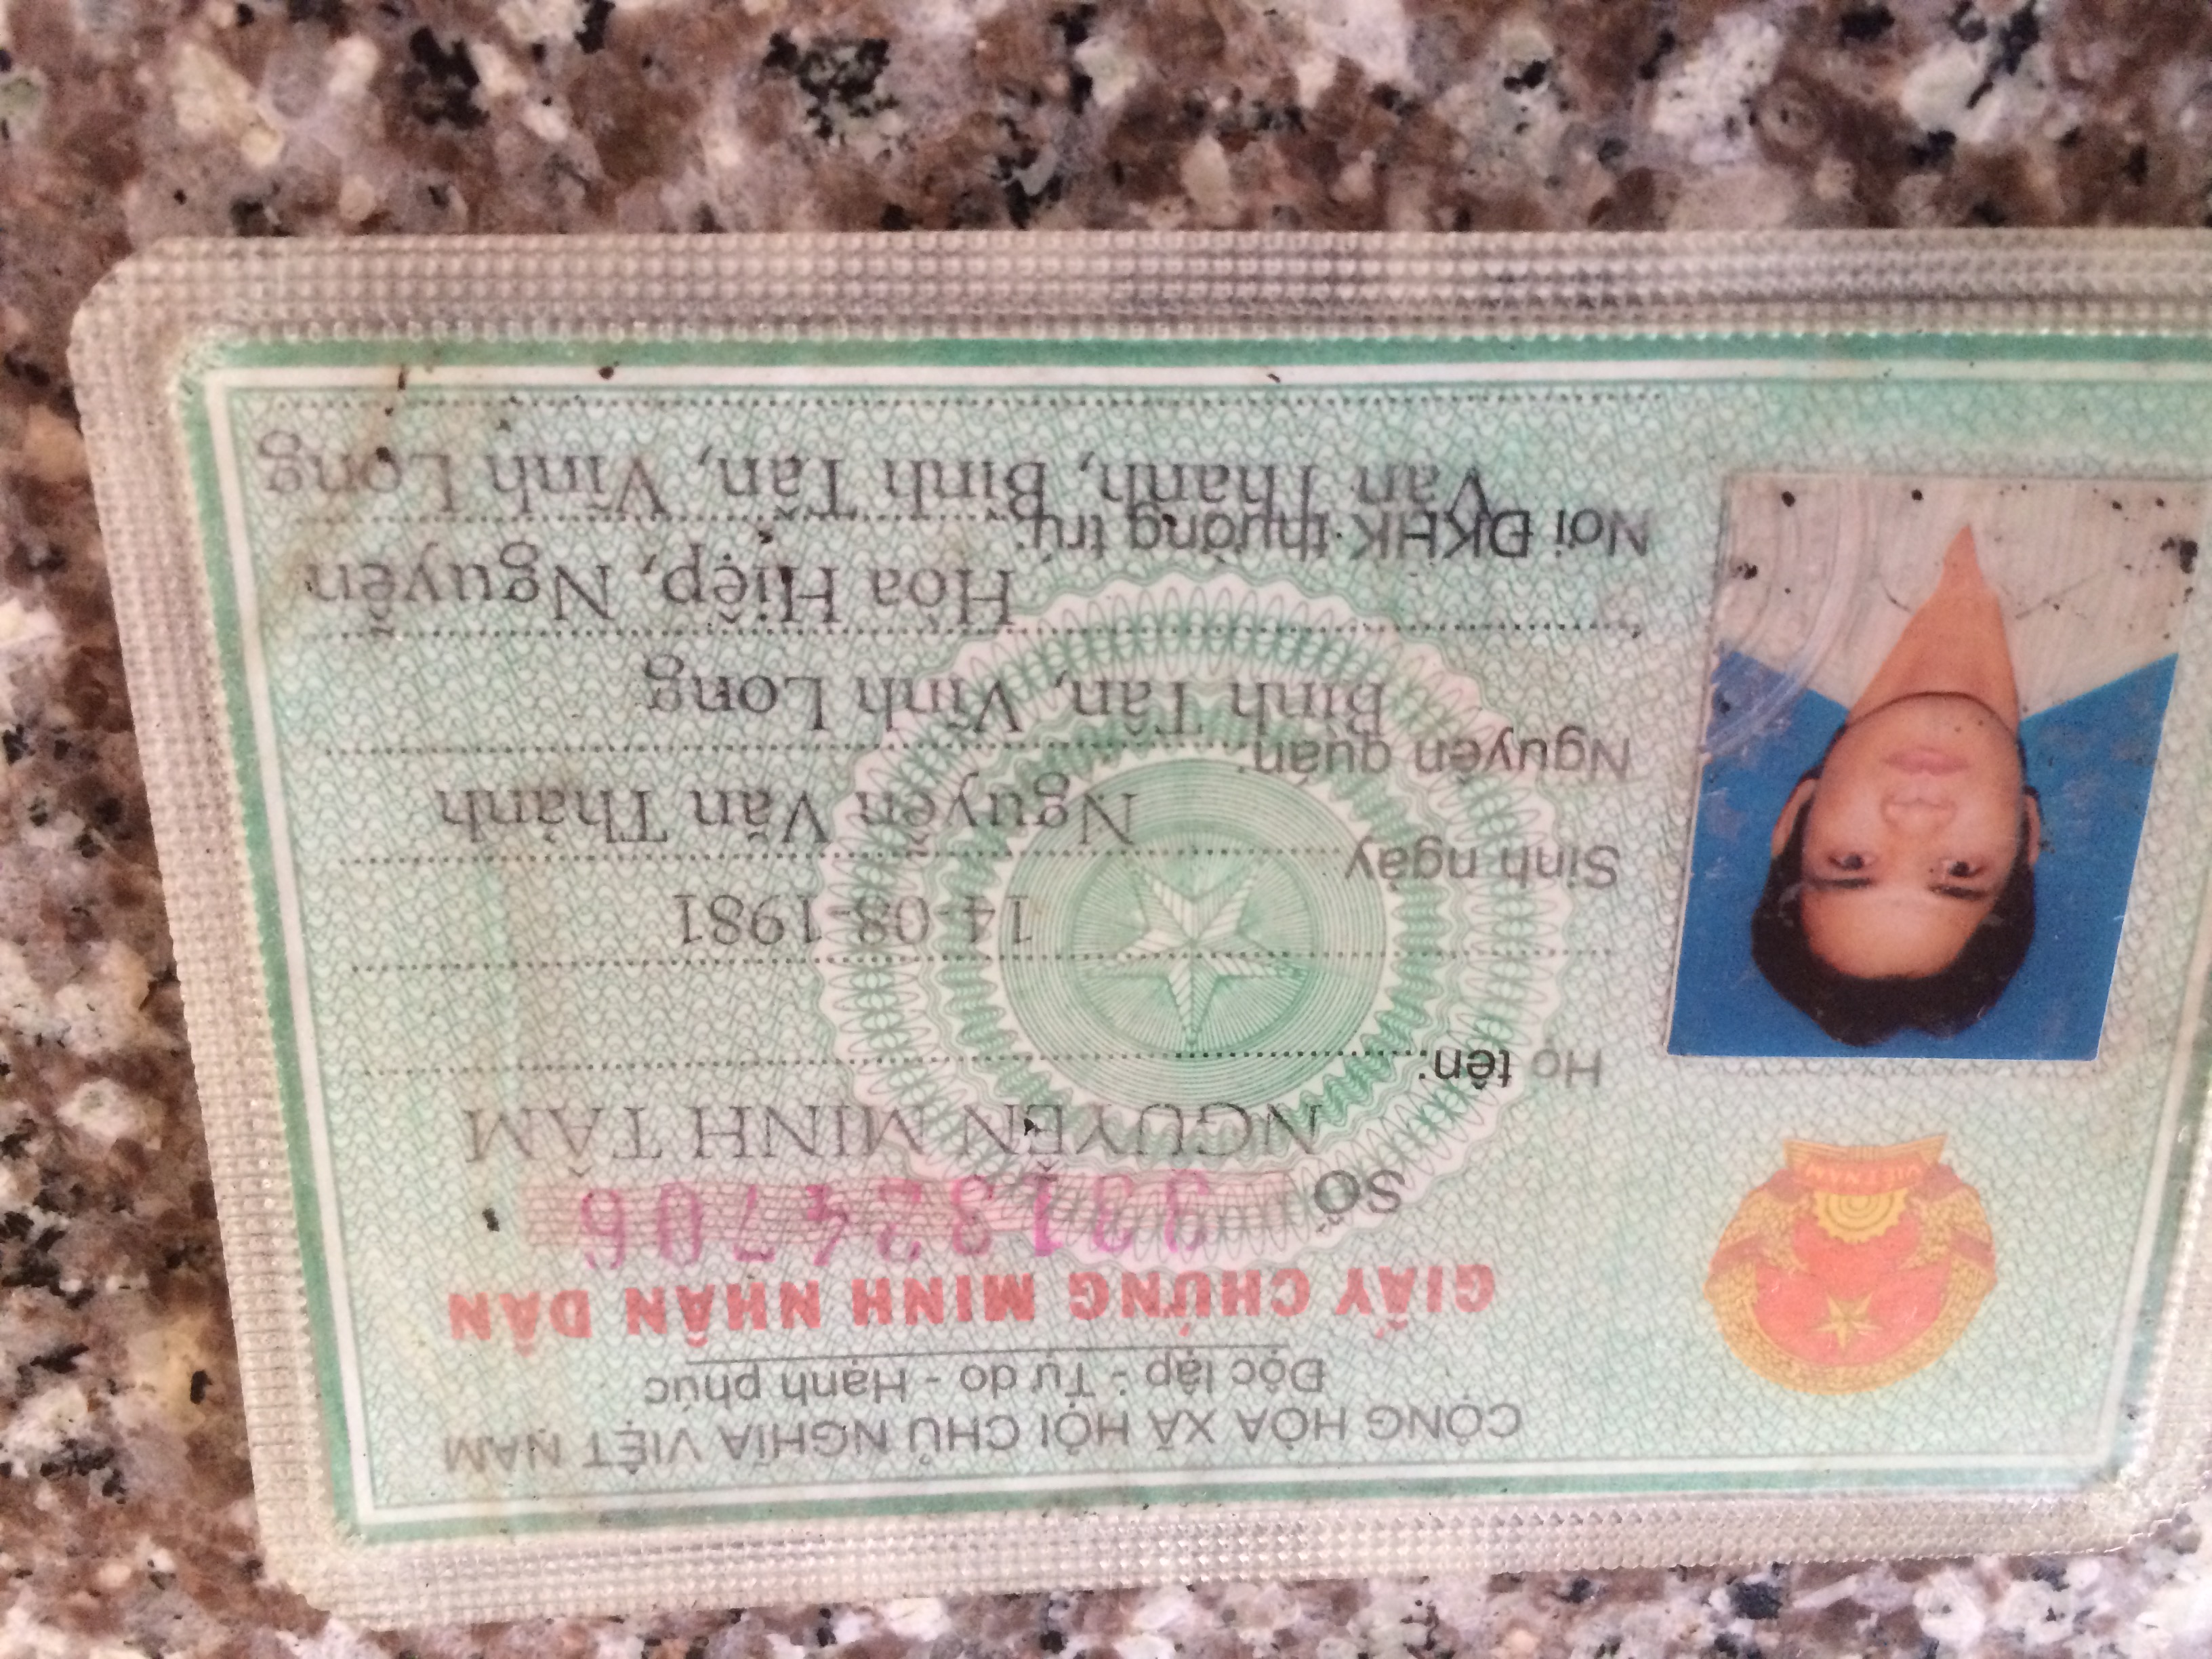 CỘNG HÒA XÃ HỘI CHỦ NGHĨA VIỆT NAM
Độc lập - Tự do - Hạnh phúc
GIẤY CHỨNG MINH NHÂN DÂN
SỐ 331324706
VIỆT NAM
NGUYỄN MINH TÂM
Họ tên:
14-08-1981
Sinh ngày
Nguyễn Văn Thảnh
Nguyên quán:
Bình Tân, Vĩnh Long
Hòa Hiệp, Nguyễn
Nơi ĐKHK thường trú:
Văn Thảnh, Bình Tân, Vĩnh Long